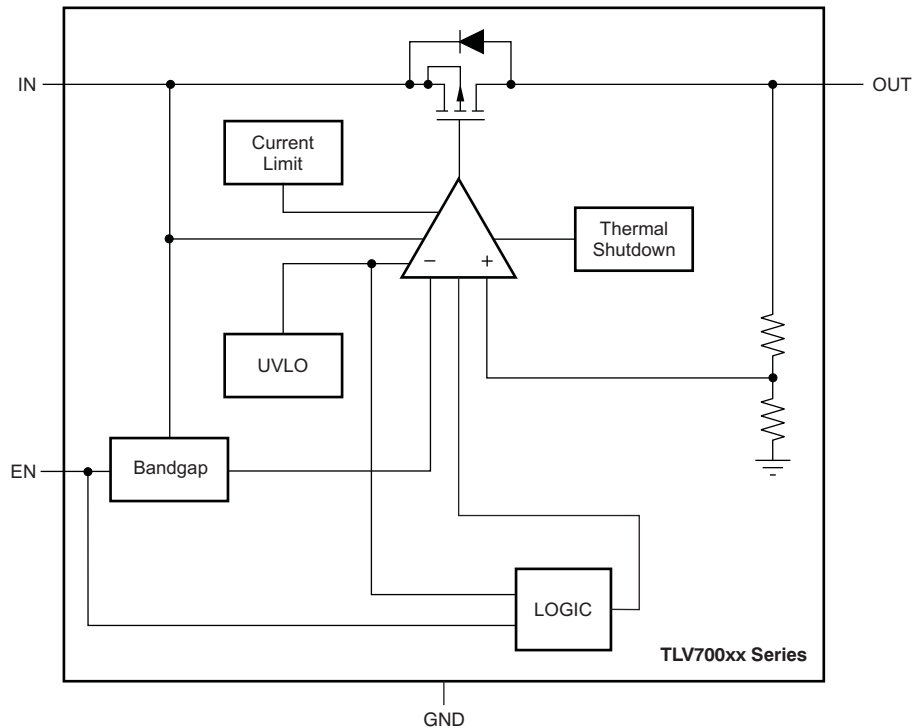 IN
OUT
Current
Limit
Thermal
Shutdown
−
+
UVLO
EN
Bandgap
LOGIC
TLV700xx Series
GND